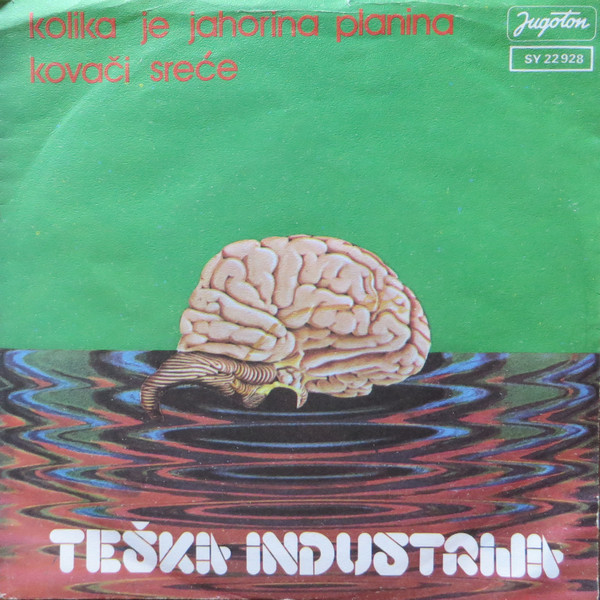 kolika je jahorina planina
kovači sreće
Jugoton
SY 22928
TEŠKA INDUSTRIJA